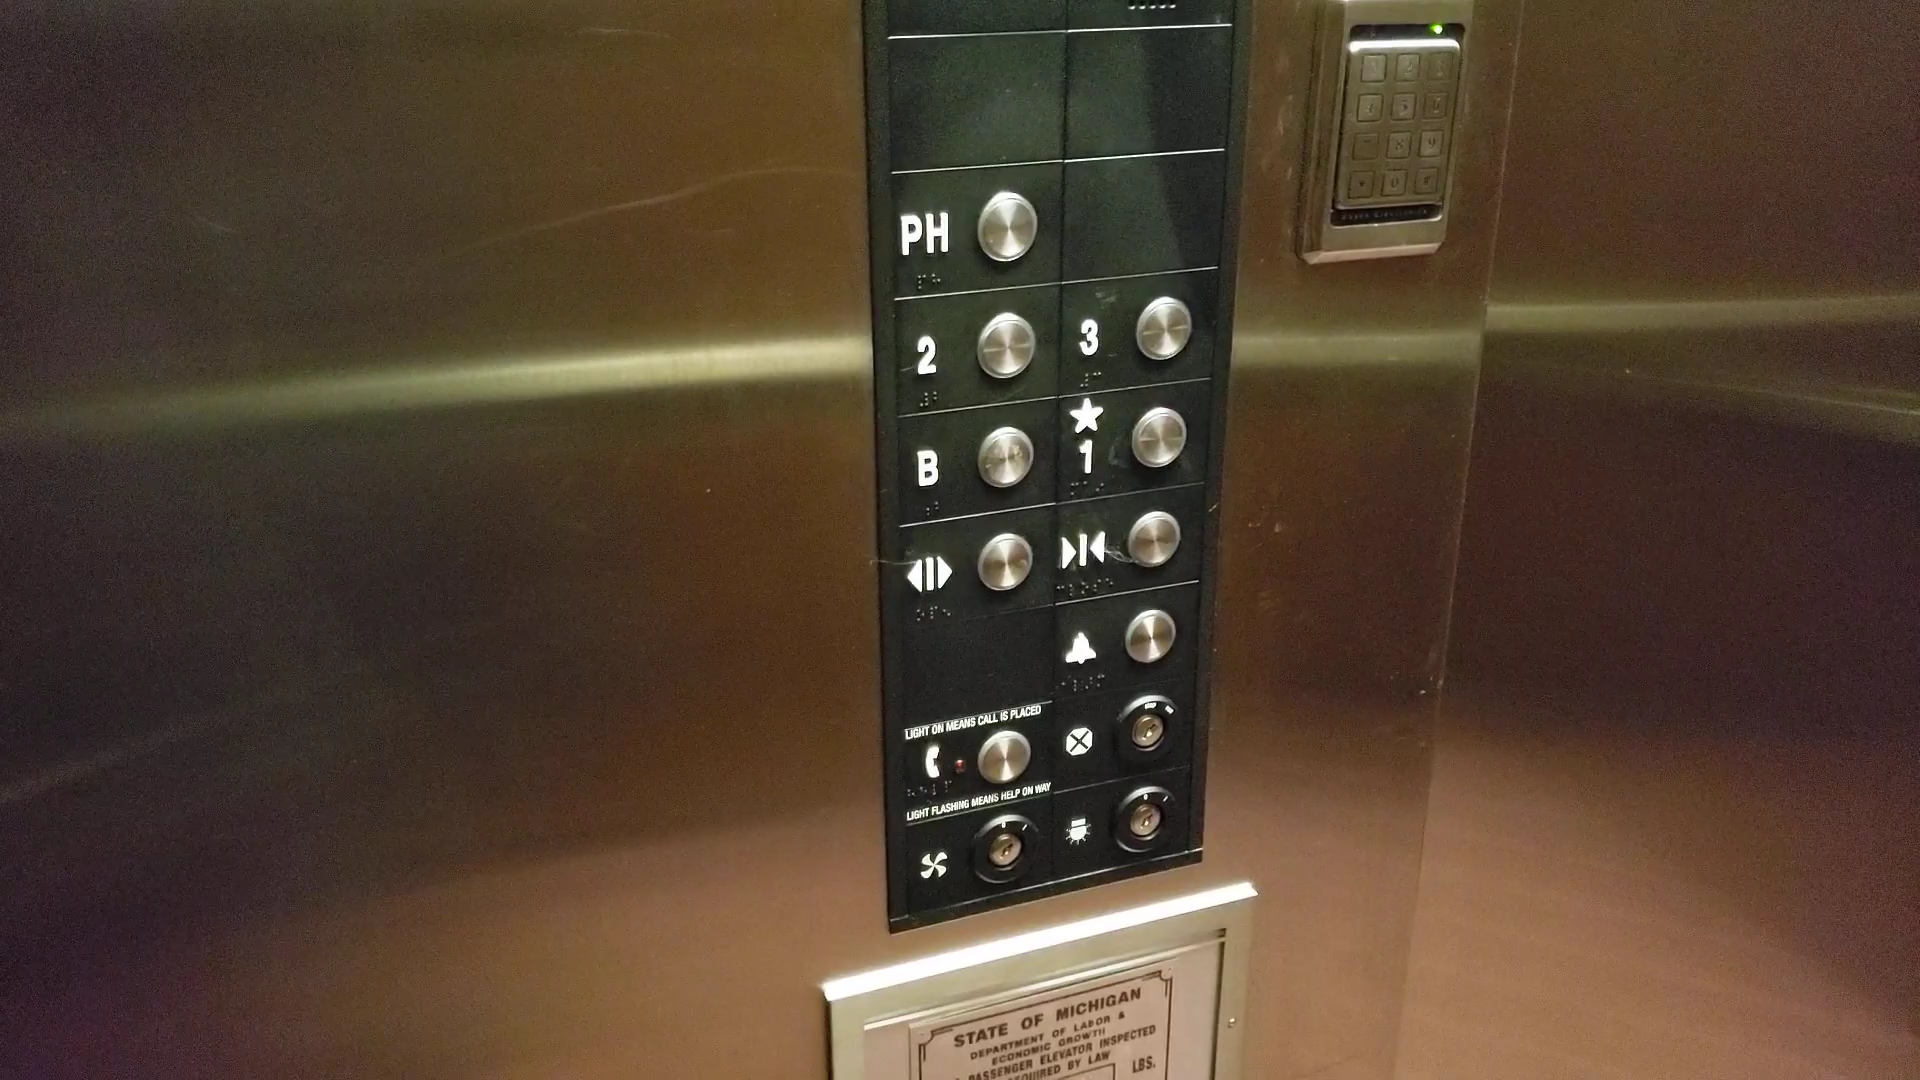 PH
2 3
★
B 1
LIGHT ON MEANS CALL IS PLACED
LIGHT FLASHING MEANS HELP ON WAY
STATE OF MICHIGAN
DEPARTMENT OF LABOR &
ECONOMIC GROWTH
PASSENGER ELEVATOR INSPECTED
REQUIRED BY LAW
LBS.